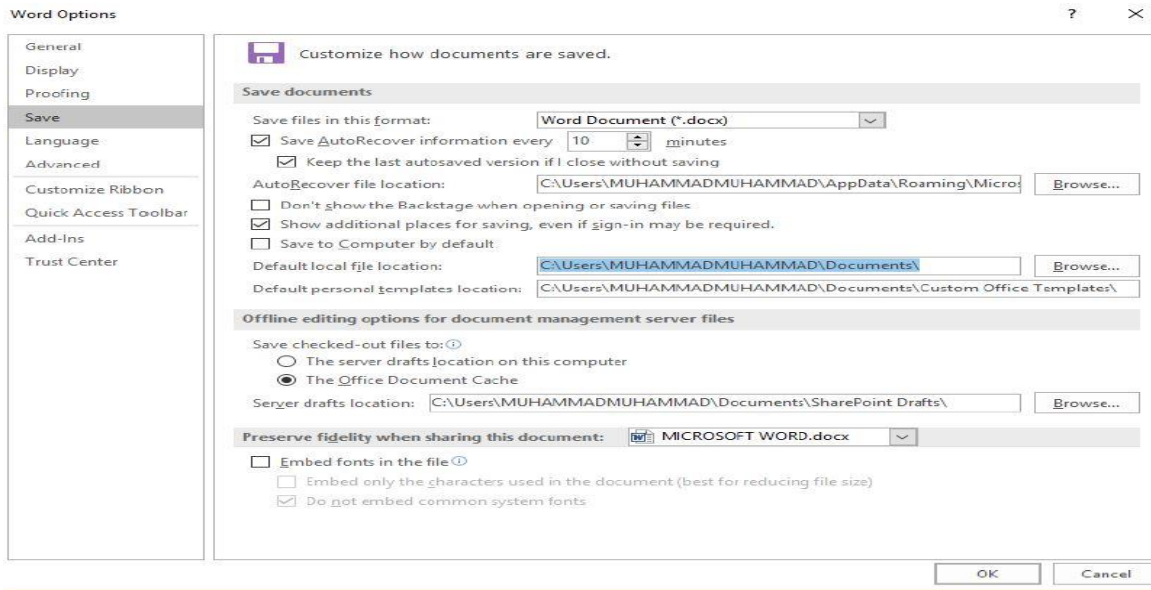 Word Options ? ×
General
Display
Proofing
Save
Language
Advanced
Customize Ribbon
Quick Access Toolbar
Add-Ins
Trust Center
Customize how documents are saved.
Save documents
Save files in this format: Word Document (*.docx)
Save AutoRecover information every 10 minutes
Keep the last autosaved version if I close without saving
AutoRecover file location: C:\Users\MUHAMMADMUHAMMAD\AppData\Roaming\Micros Browse...
Don't show the Backstage when opening or saving files
Show additional places for saving, even if sign-in may be required.
Save to Computer by default
Default local file location: C:\Users\MUHAMMADMUHAMMAD\Documents\ Browse...
Default personal templates location: C:\Users\MUHAMMADMUHAMMAD\Documents\Custom Office Templates\
Offline editing options for document management server files
Save checked-out files to:
The server drafts location on this computer
The Office Document Cache
Server drafts location: C:\Users\MUHAMMADMUHAMMAD\Documents\SharePoint Drafts\ Browse...
Preserve fidelity when sharing this document: MICROSOFT WORD.docx
Embed fonts in the file
Embed only the characters used in the document (best for reducing file size)
Do not embed common system fonts
OK Cancel